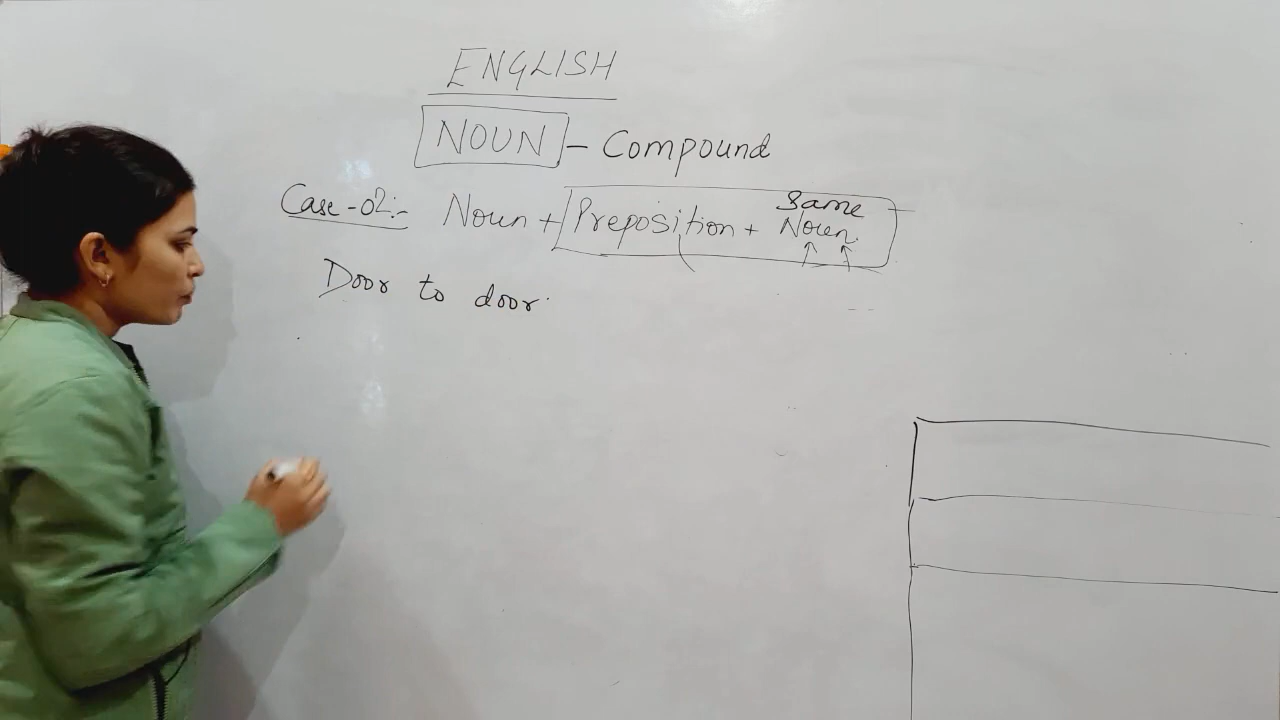 ENGLISH
NOUN - Compound
Case-02:- Noun + Preposition + Same Noun
Door to door